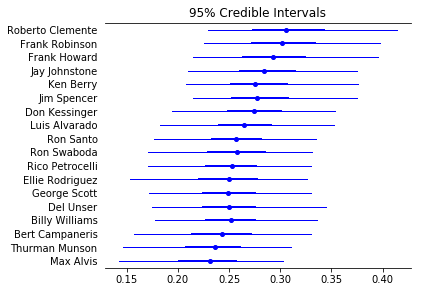 95% Credible Intervals
Roberto Clemente
Frank Robinson
Frank Howard
Jay Johnstone
Ken Berry
Jim Spencer
Don Kessinger
Luis Alvarado
Ron Santo
Ron Swaboda
Rico Petrocelli
Ellie Rodriguez
George Scott
Del Unser
Billy Williams
Bert Campaneris
Thurman Munson
Max Alvis
0.15 0.20 0.25 0.30 0.35 0.40